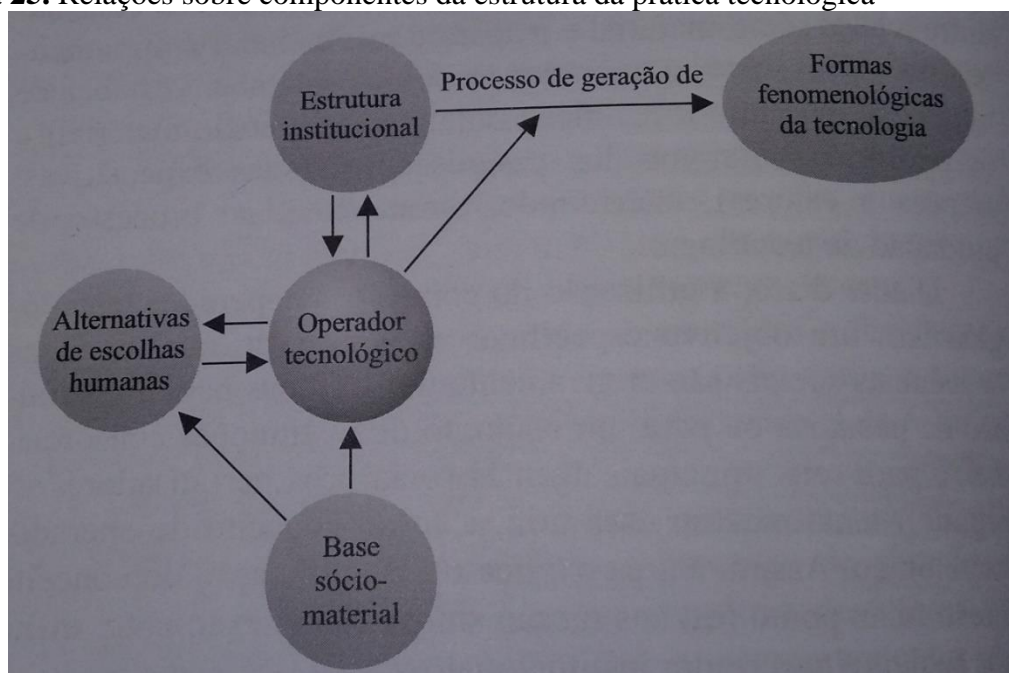 25. Relações sobre componentes da estrutura da prática tecnológica
Estrutura
institucional
Processo de geração de
Formas
fenomenológicas
da tecnologia
Alternativas
de escolhas
humanas
Operador
tecnológico
Base
sócio-
material